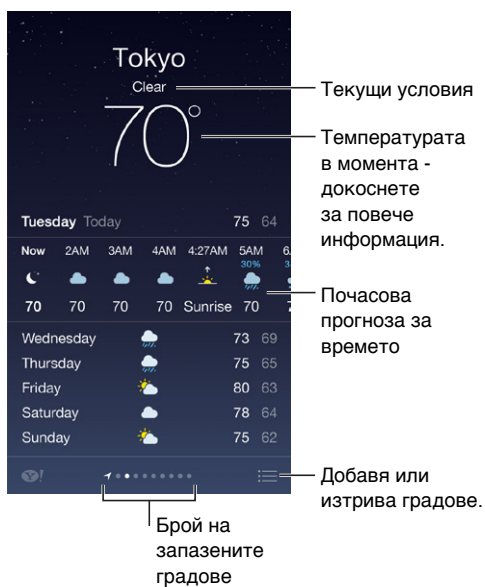 Tokyo
Clear
70°
Tuesday Today 75 64
Now 2AM 3AM 4AM 4:27AM 5AM
30%
70 70 70 70 Sunrise 70
Wednesday 73 69
Thursday 75 65
Friday 80 63
Saturday 78 64
Sunday 75 62
Y!
Текущи условия
Температурата
в момента -
докоснете
за повече
информация.
Почасова
прогноза за
времето
Добавя или
изтрива градове.
Брой на
запазените
градове